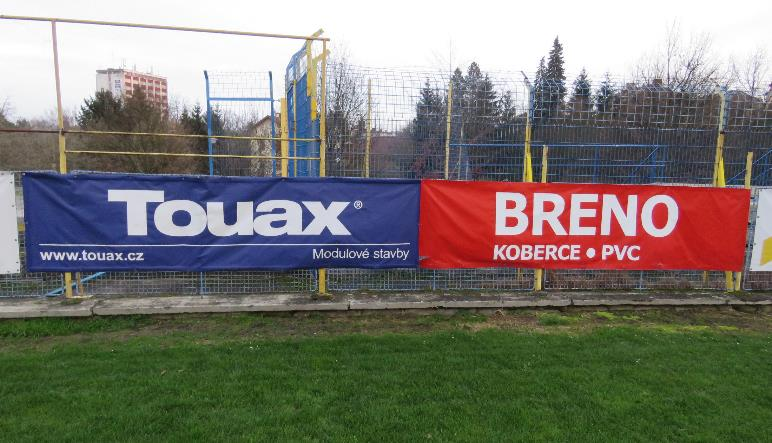 Touax®
www.touax.cz
Modulové stavby
BRENO
KOBERCE • PVC